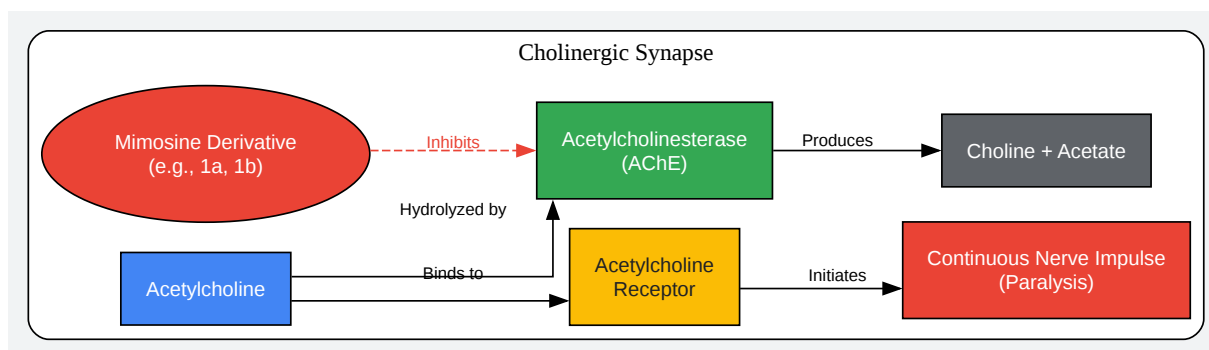 Cholinergic Synapse
Mimosine Derivative
(e.g., 1a, 1b)
Inhibits
Acetylcholinesterase
(AChE)
Produces
Choline + Acetate
Hydrolyzed by
Acetylcholine
Binds to
Acetylcholine
Receptor
Initiates
Continuous Nerve Impulse
(Paralysis)